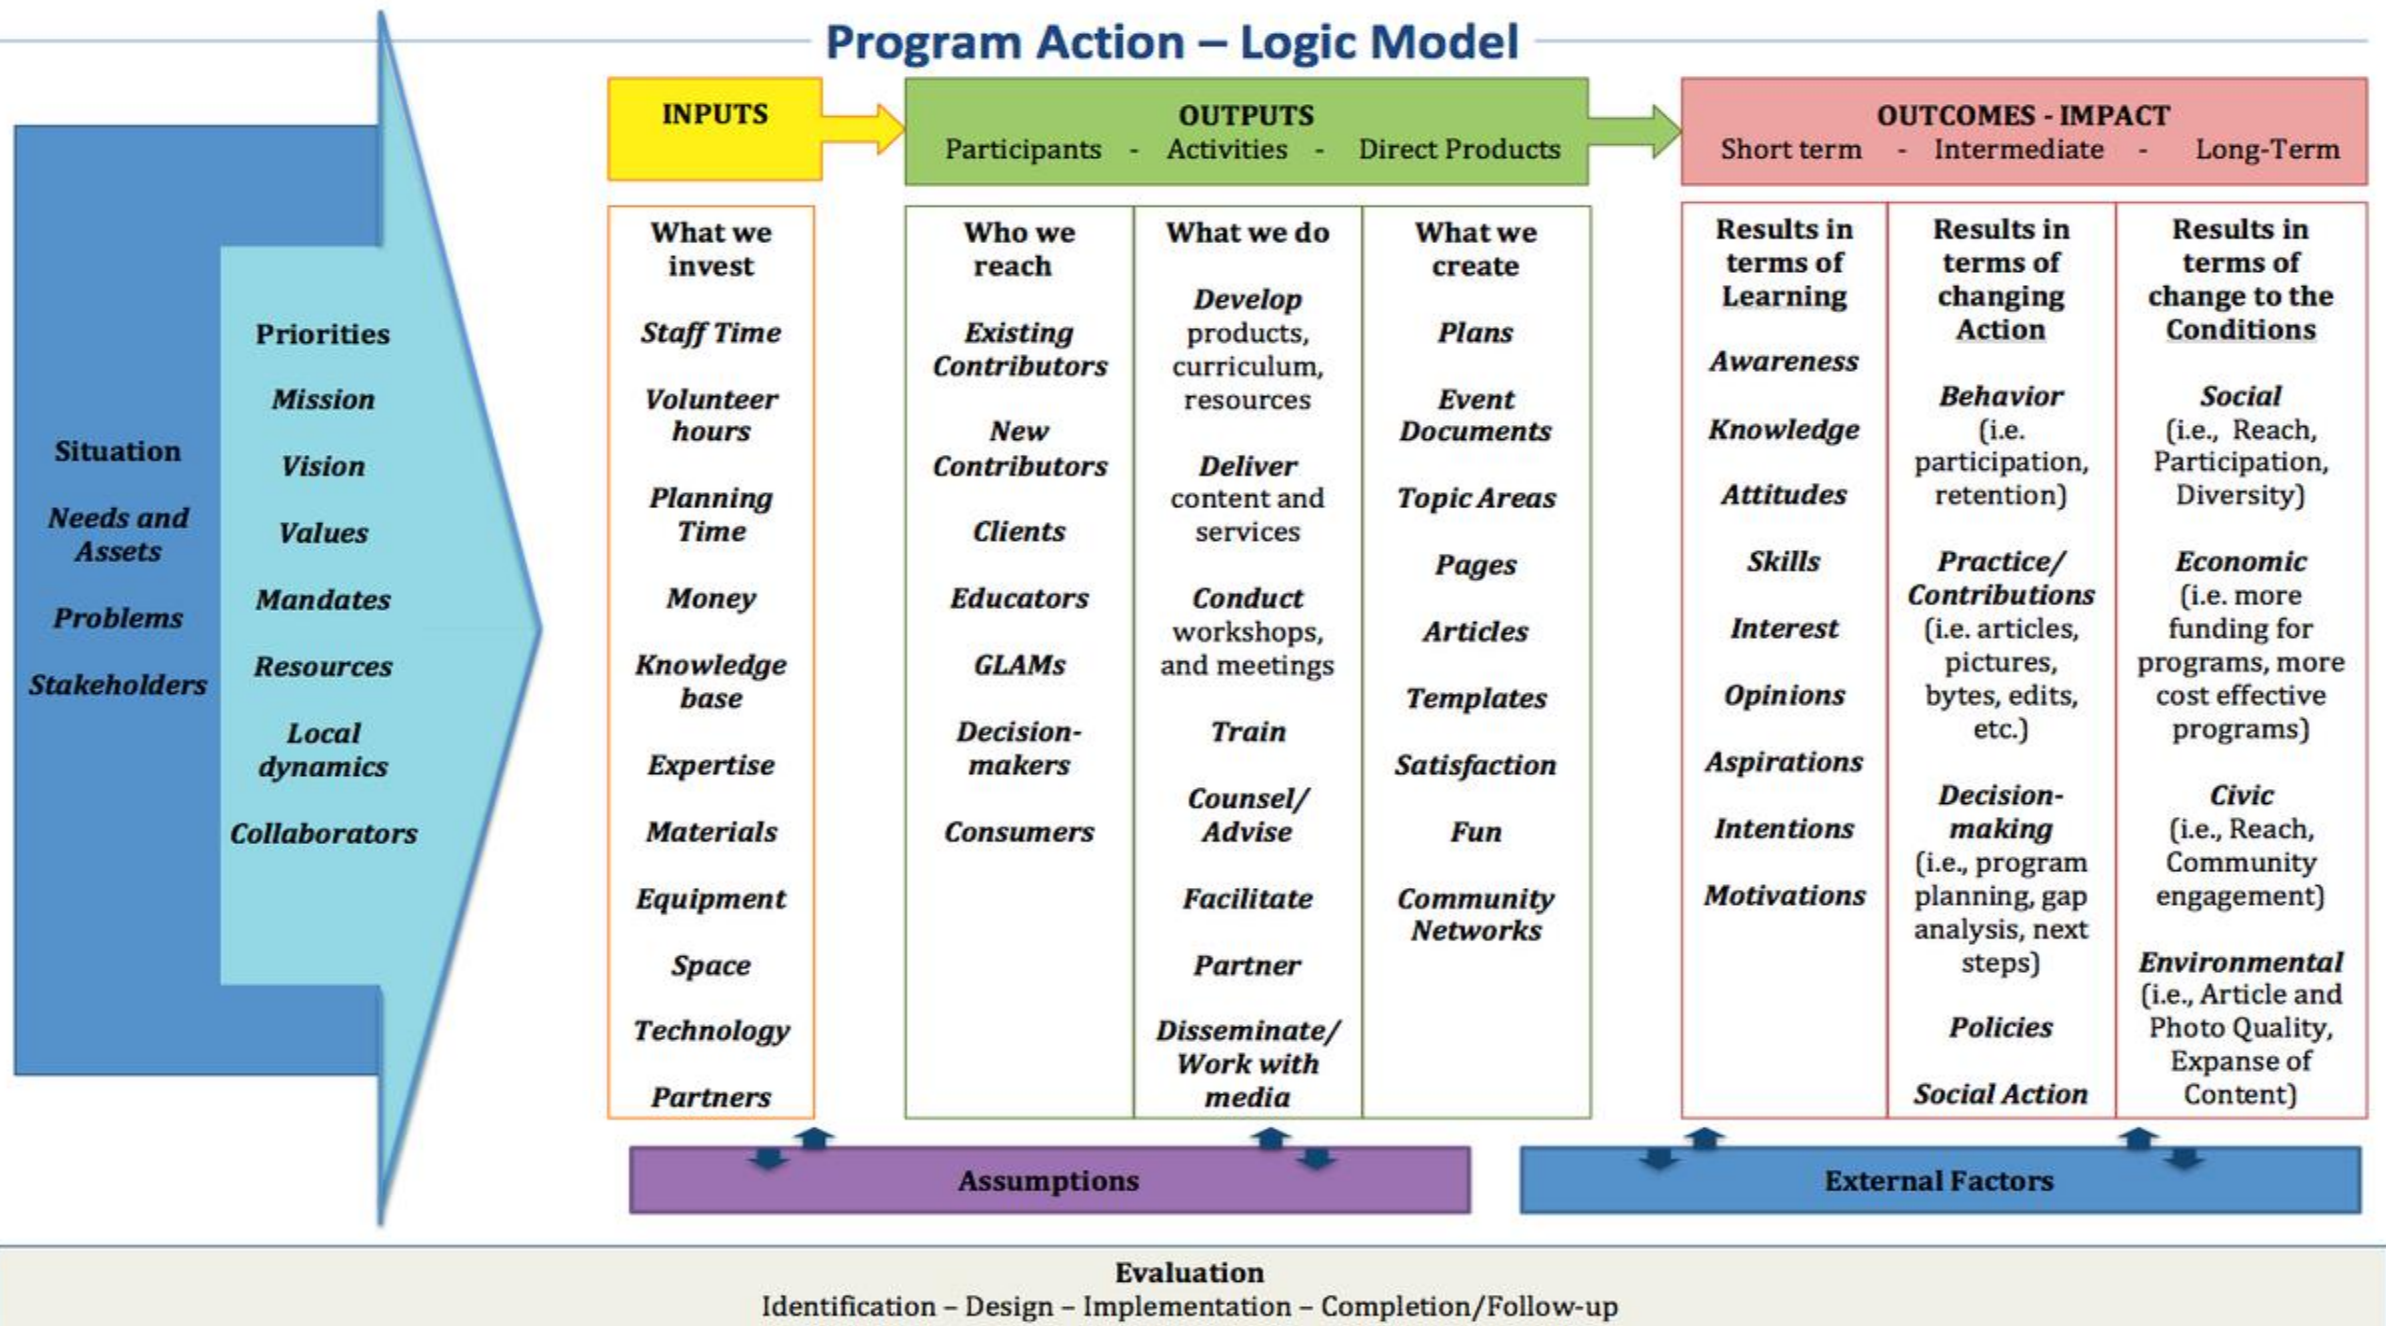 Program Action – Logic Model
Situation
Needs and
Assets
Problems
Stakeholders
Priorities
Mission
Vision
Values
Mandates
Resources
Local
dynamics
Collaborators
INPUTS
What we
invest
Staff Time
Volunteer
hours
Planning
Time
Money
Knowledge
base
Expertise
Materials
Equipment
Space
Technology
Partners
OUTPUTS
Participants - Activities - Direct Products
Who we
reach
Existing
Contributors
New
Contributors
Clients
Educators
GLAMs
Decision-
makers
Consumers
What we do
Develop
products,
curriculum,
resources
Deliver
content and
services
Conduct
workshops,
and meetings
Train
Counsel/
Advise
Facilitate
Partner
Disseminate/
Work with
media
What we
create
Plans
Event
Documents
Topic Areas
Pages
Articles
Templates
Satisfaction
Fun
Community
Networks
OUTCOMES - IMPACT
Short term - Intermediate - Long-Term
Results in
terms of
Learning
Awareness
Knowledge
Attitudes
Skills
Interest
Opinions
Aspirations
Intentions
Motivations
Results in
terms of
changing
Action
Behavior
(i.e.
participation,
retention)
Practice/
Contributions
(i.e. articles,
pictures,
bytes, edits,
etc.)
Decision-
making
(i.e., program
planning, gap
analysis, next
steps)
Policies
Social Action
Results in
terms of
change to the
Conditions
Social
(i.e., Reach,
Participation,
Diversity)
Economic
(i.e. more
funding for
programs, more
cost effective
programs)
Civic
(i.e., Reach,
Community
engagement)
Environmental
(i.e., Article and
Photo Quality,
Expanse of
Content)
Assumptions
External Factors
Evaluation
Identification – Design – Implementation – Completion/Follow-up